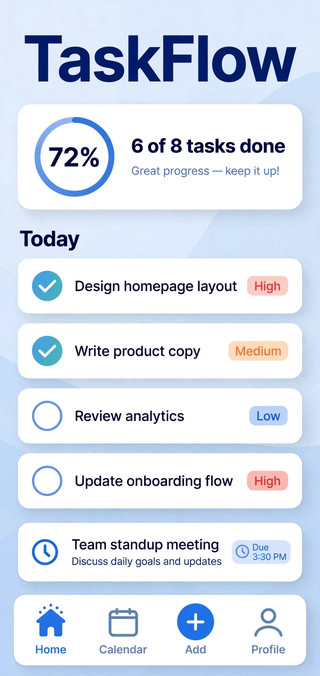 TaskFlow
72%
6 of 8 tasks done
Great progress — keep it up!
Today
Design homepage layout
High
Write product copy
Medium
Review analytics
Low
Update onboarding flow
High
Team standup meeting
Discuss daily goals and updates
Due
3:30 PM
Home
Calendar
Add
Profile